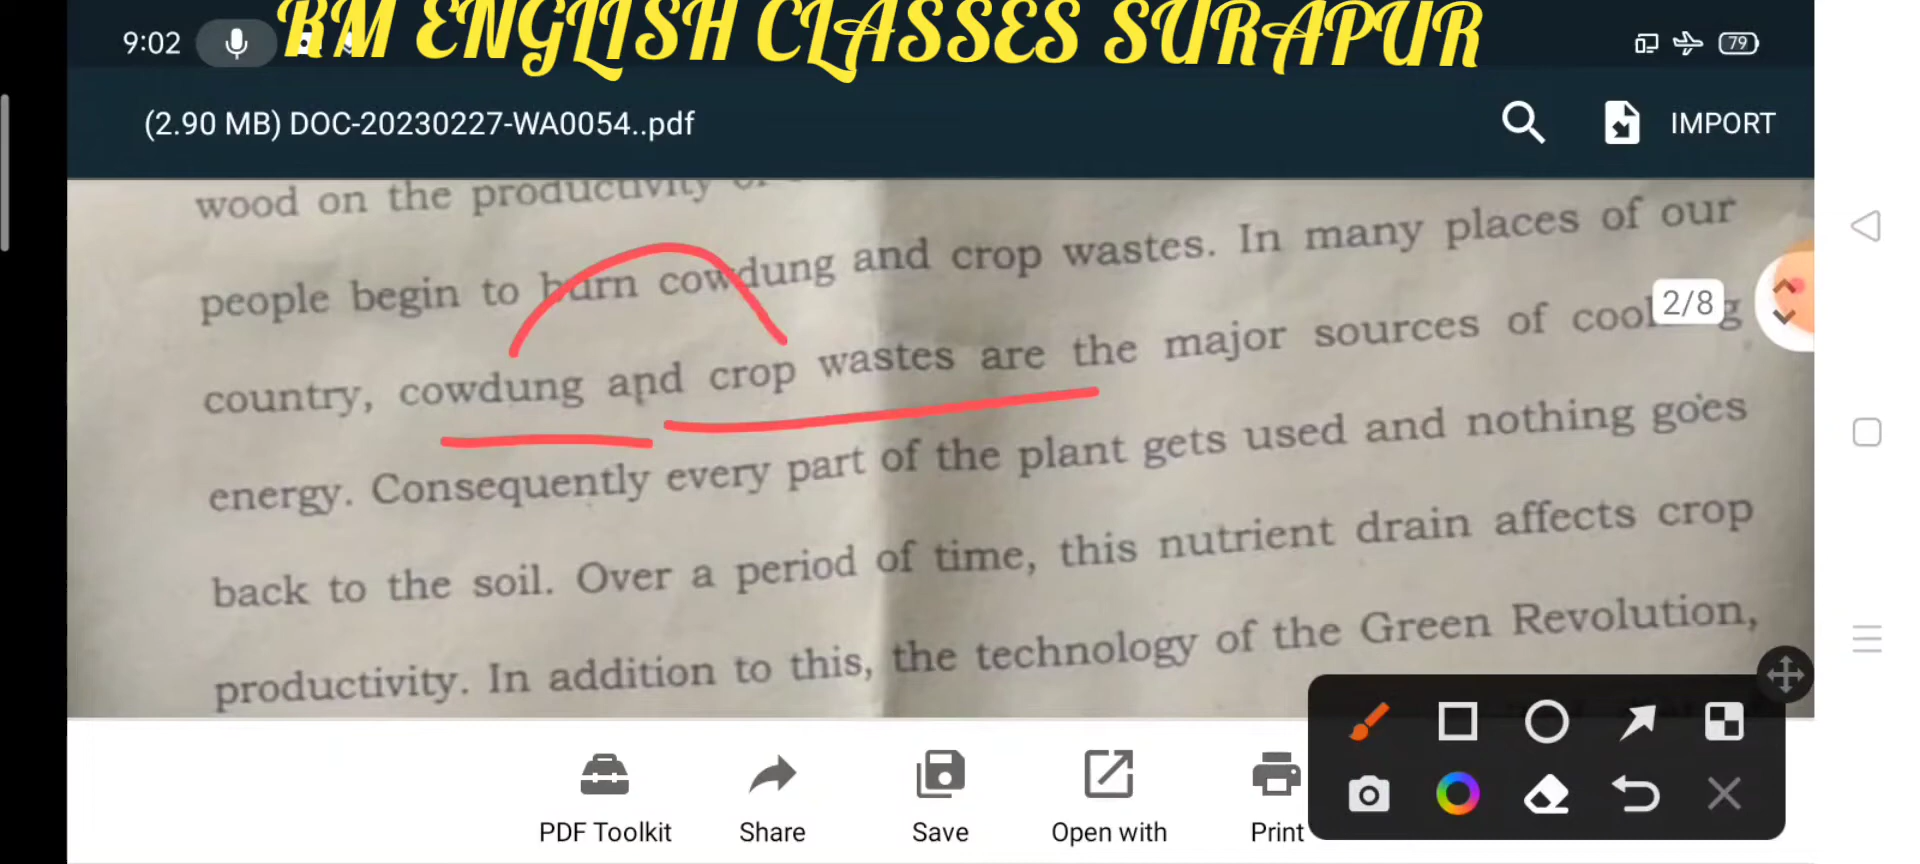 RM ENGLISH CLASSES SURAPUR
9:02
79
(2.90 MB) DOC-20230227-WA0054..pdf
IMPORT
wood on the productivity
people begin to burn cowdung and crop wastes. In many places of our
2/8
country, cowdung and crop wastes are the major sources of
energy. Consequently every part of the plant gets used and nothing goes
back to the soil. Over a period of time, this nutrient drain affects crop
productivity. In addition to this, the technology of the Green Revolution,
PDF Toolkit
Share
Save
Open with
Print